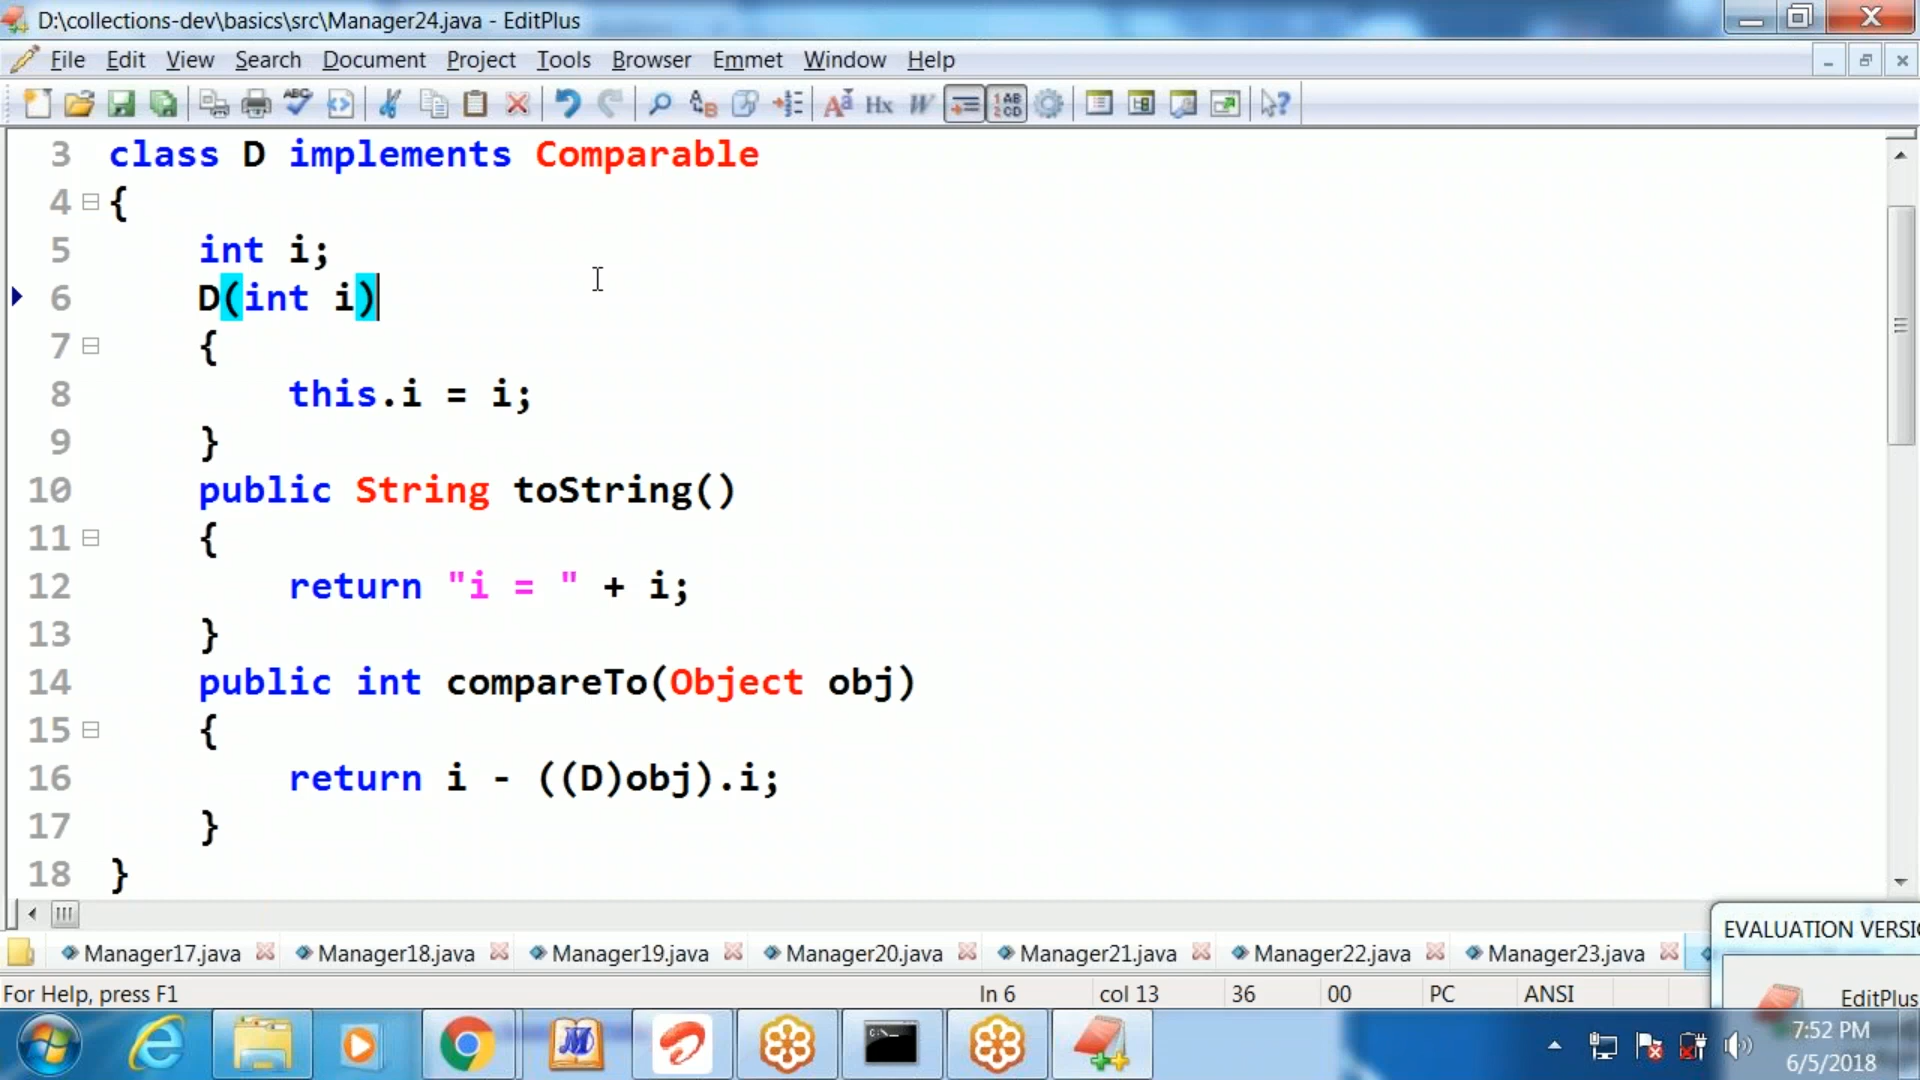 D:\collections-dev\basics\src\Manager24.java - EditPlus
File Edit View Search Document Project Tools Browser Emmet Window Help
3 class D implements Comparable
4 {
5 int i;
6 D(int i)
7 {
8 this.i = i;
9 }
10 public String toString()
11 {
12 return "i = " + i;
13 }
14 public int compareTo(Object obj)
15 {
16 return i - ((D)obj).i;
17 }
18 }
Manager17.java Manager18.java Manager19.java Manager20.java Manager21.java Manager22.java Manager23.java
EVALUATION VERSI
EditPlus
For Help, press F1 ln 6 col 13 36 00 PC ANSI
7:52 PM
6/5/2018